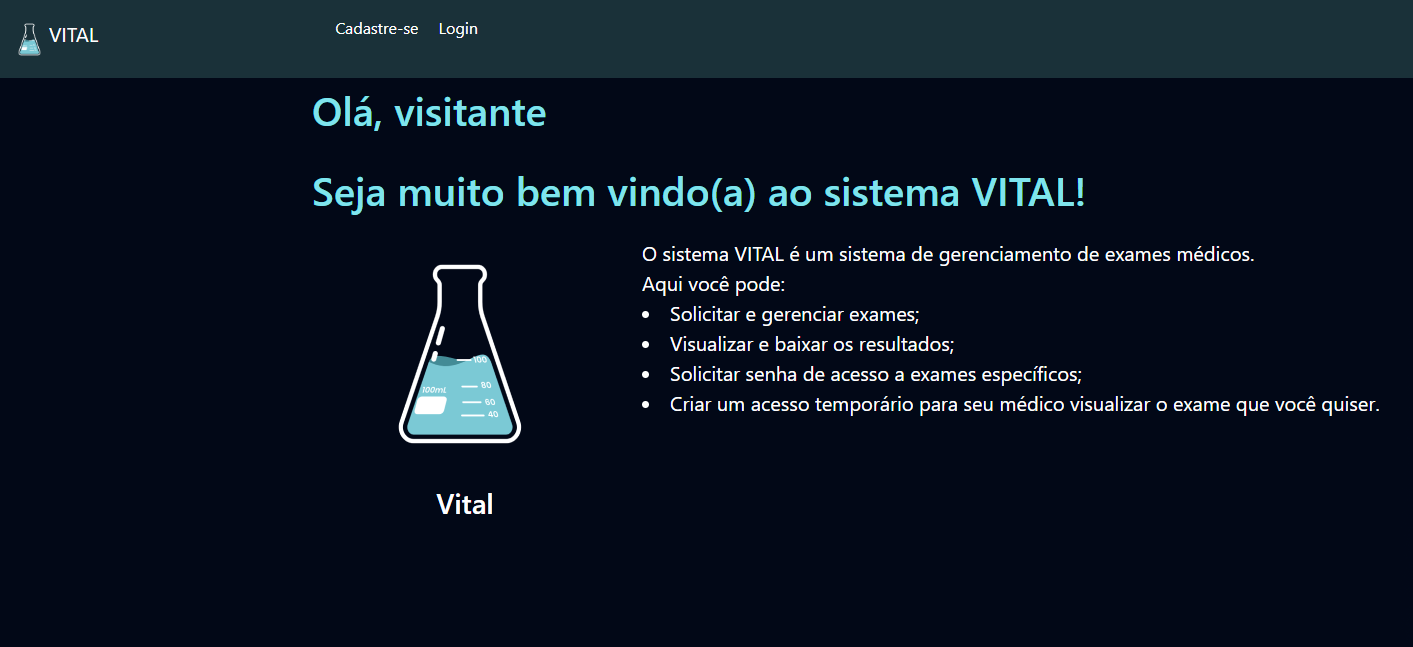 VITAL
Cadastre-se
Login
Olá, visitante
Seja muito bem vindo(a) ao sistema VITAL!
O sistema VITAL é um sistema de gerenciamento de exames médicos.
Aqui você pode:
• Solicitar e gerenciar exames;
• Visualizar e baixar os resultados;
• Solicitar senha de acesso a exames específicos;
• Criar um acesso temporário para seu médico visualizar o exame que você quiser.
100
100mL
80
60
40
Vital